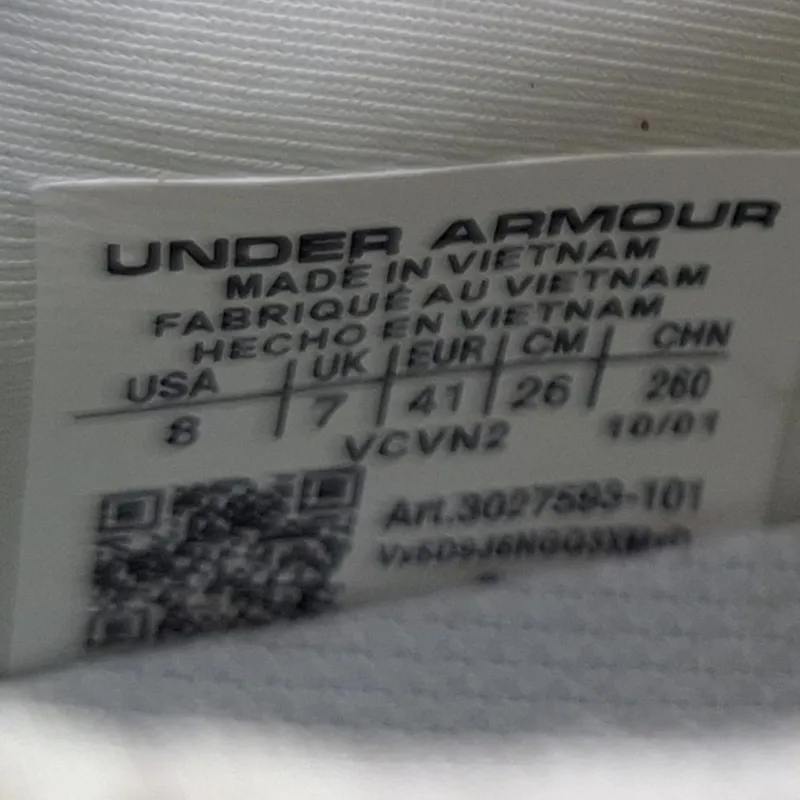 UNDER ARMOUR
MADE IN VIETNAM
FABRIQUÉ AU VIETNAM
HECHO EN VIETNAM
USA | UK | EUR | CM | CHN
8 | 7 | 41 | 26 | 260
VCVN2 10/01
Art.3027593-101